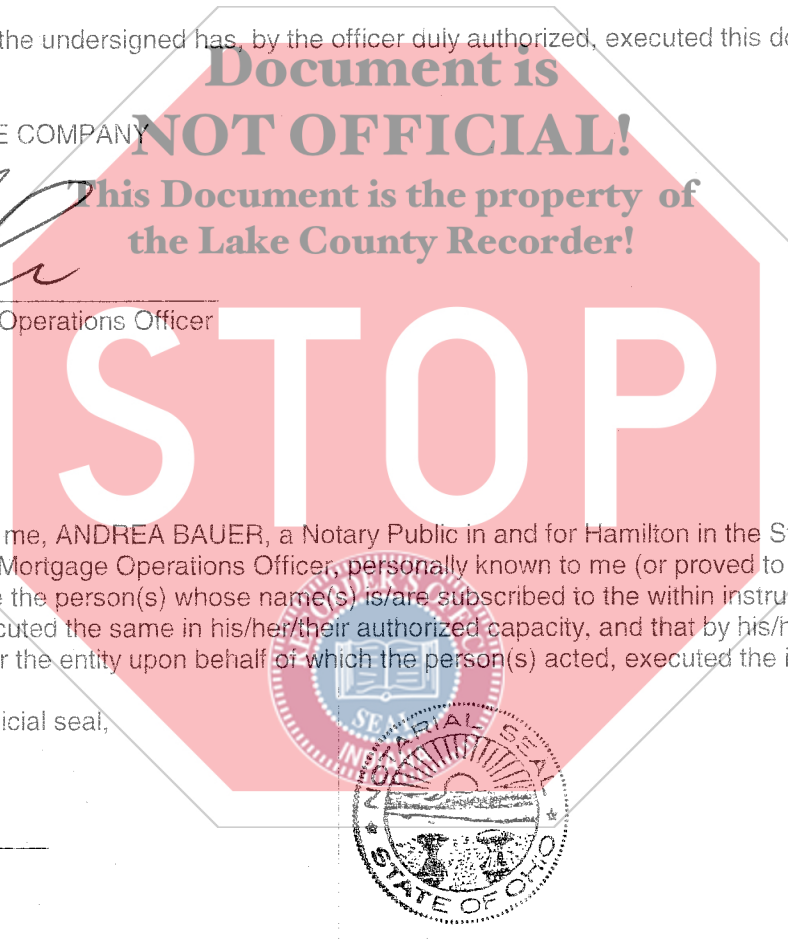 the undersigned has, by the officer duly authorized, executed this do
Document is
E COMPANY
NOT OFFICIAL!
This Document is the property of
the Lake County Recorder!
Operations Officer
STOP
me, ANDREA BAUER, a Notary Public in and for Hamilton in the S
Mortgage Operations Officer, personally known to me (or proved to
e the person(s) whose name(s) is/are subscribed to the within instru
cuted the same in his/her/their authorized capacity, and that by his/h
r the entity upon behalf of which the person(s) acted, executed the i
RECORDER'S OFFICE
SEAL
INDIANA
icial seal,
NOTARIAL SEAL
STATE OF OHIO